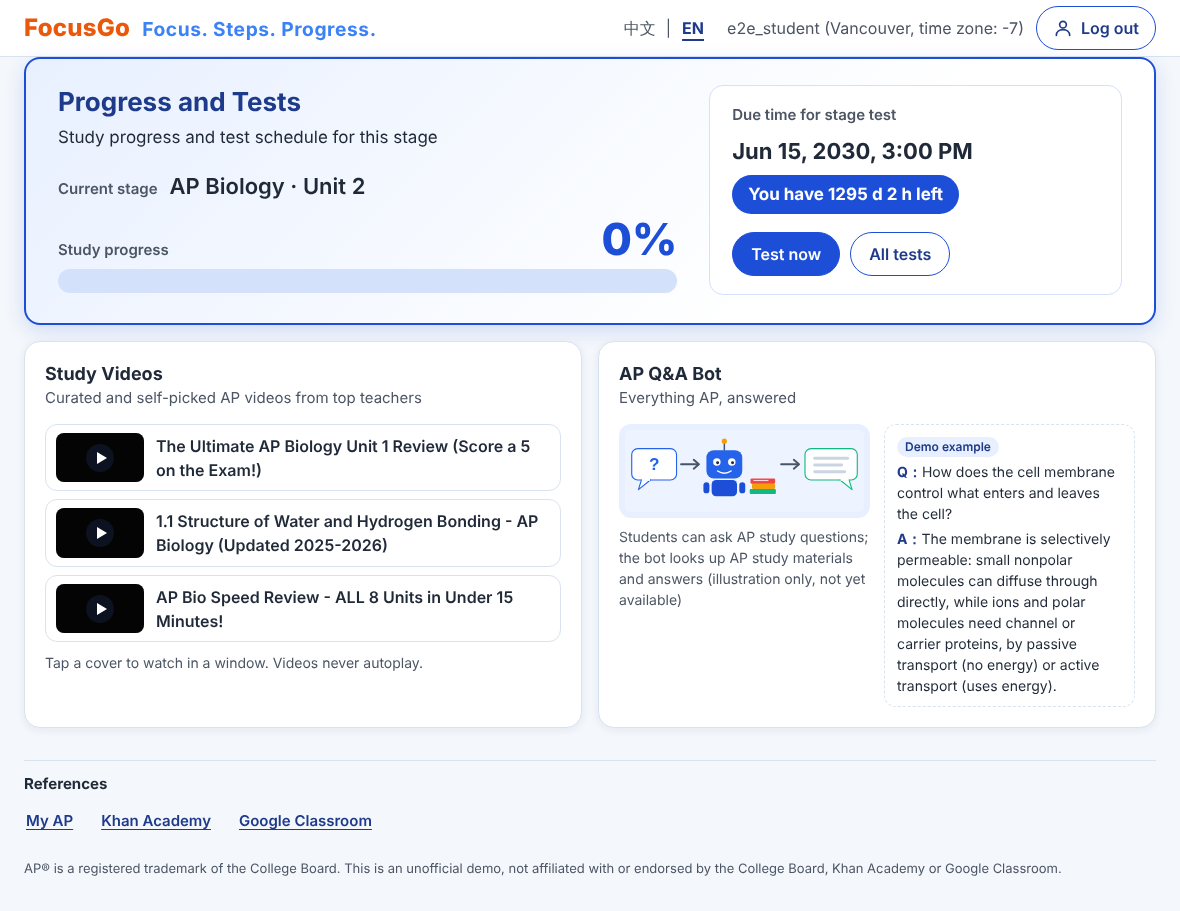 FocusGo Focus. Steps. Progress.
中文 | EN e2e_student (Vancouver, time zone: -7) Log out
Progress and Tests
Study progress and test schedule for this stage
Current stage AP Biology · Unit 2
Study progress 0%
Due time for stage test
Jun 15, 2030, 3:00 PM
You have 1295 d 2 h left
Test now All tests
Study Videos
Curated and self-picked AP videos from top teachers
The Ultimate AP Biology Unit 1 Review (Score a 5
on the Exam!)
1.1 Structure of Water and Hydrogen Bonding - AP
Biology (Updated 2025-2026)
AP Bio Speed Review - ALL 8 Units in Under 15
Minutes!
Tap a cover to watch in a window. Videos never autoplay.
AP Q&A Bot
Everything AP, answered
?
Students can ask AP study questions;
the bot looks up AP study materials
and answers (illustration only, not yet
available)
Demo example
Q：How does the cell membrane
control what enters and leaves
the cell?
A：The membrane is selectively
permeable: small nonpolar
molecules can diffuse through
directly, while ions and polar
molecules need channel or
carrier proteins, by passive
transport (no energy) or active
transport (uses energy).
References
My AP Khan Academy Google Classroom
AP® is a registered trademark of the College Board. This is an unofficial demo, not affiliated with or endorsed by the College Board, Khan Academy or Google Classroom.